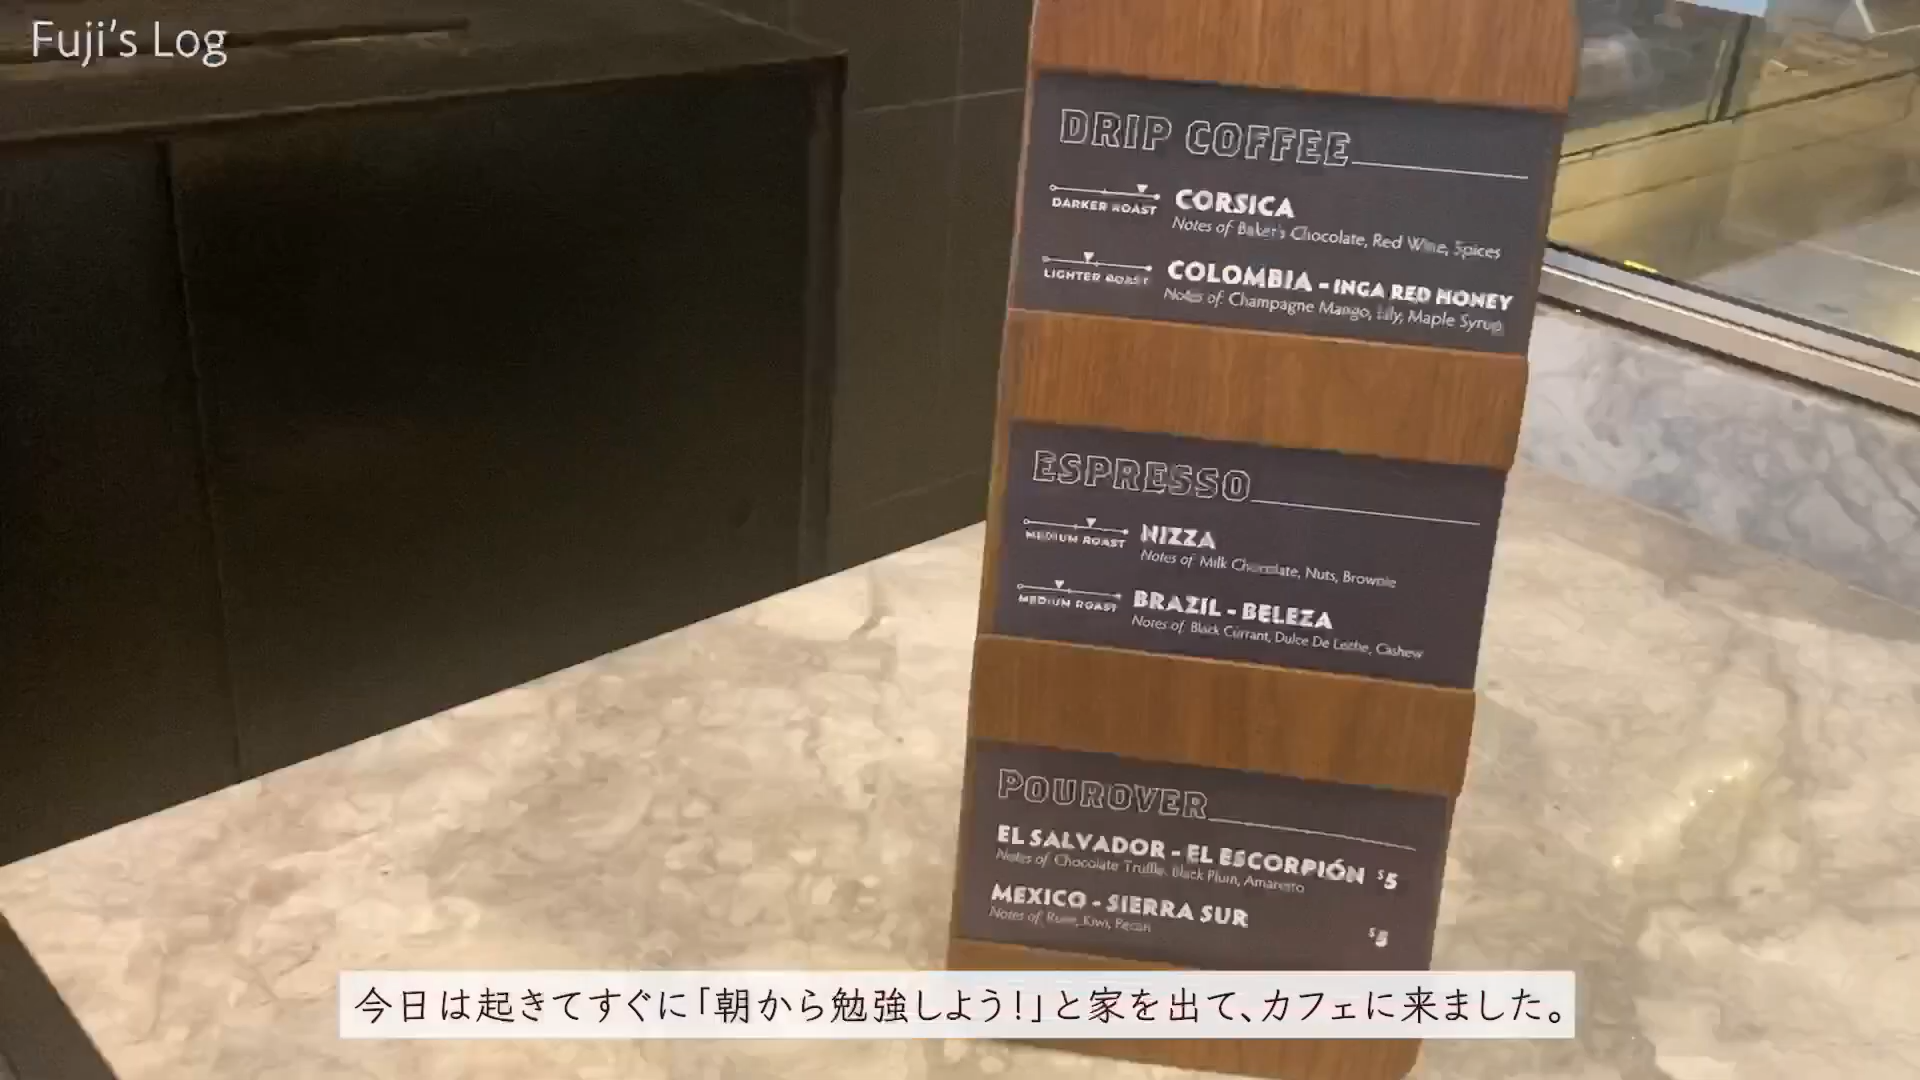 Fuji's Log
DRIP COFFEE
DARKER ROAST
CORSICA
Notes of Baker's Chocolate, Red Wine, Spices
LIGHTER ROAST
COLOMBIA - INGA RED HONEY
Notes of: Champagne Mango, Lily, Maple Syrup
ESPRESSO
MEDIUM ROAST
NIZZA
Notes of Milk Chocolate, Nuts, Brownie
MEDIUM ROAST
BRAZIL - BELEZA
Notes of: Black Currant, Dulce De Leche, Cashew
POUROVER
EL SALVADOR - EL ESCORPIÓN $5
Notes of: Chocolate Truffle, Black Plum, Amaretto
MEXICO - SIERRA SUR $5
Notes of: Kiwi, Pecan
今日は起きてすぐに「朝から勉強しよう!」と家を出て、カフェに来ました。